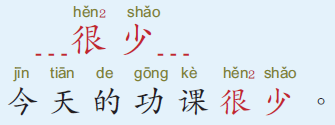 hěn2 shǎo
---很少---
jīn tiān de gōng kè hěn2 shǎo
今天的功课很少。